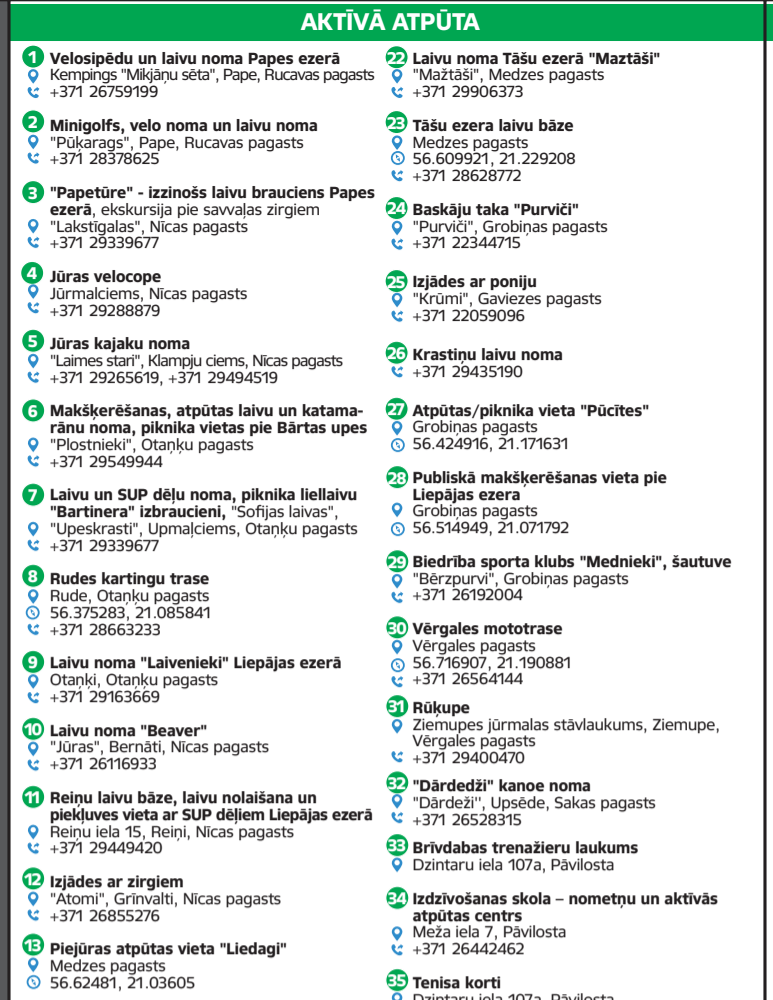 AKTĪVĀ ATPŪTA
1 Velosipēdu un laivu noma Papes ezerā
Kempings "Mikjāņu sēta", Pape, Rucavas pagasts
+371 26759199
2 Minigolfs, velo noma un laivu noma
"Pūķarags", Pape, Rucavas pagasts
+371 28378625
3 "Papetūre" - izzinošs laivu brauciens Papes
ezerā, ekskursija pie savvaļas zirgiem
"Lakstīgalas", Nīcas pagasts
+371 29339677
4 Jūras velocope
Jūrmalciems, Nīcas pagasts
+371 29288879
5 Jūras kajaku noma
"Laimes stari", Klampju ciems, Nīcas pagasts
+371 29265619, +371 29494519
6 Makšķerēšanas, atpūtas laivu un katama-
rānu noma, piknika vietas pie Bārtas upes
"Plostnieki", Otaņķu pagasts
+371 29549944
7 Laivu un SUP dēļu noma, piknika liellaivu
"Bartinera" izbraucieni, "Sofijas laivas",
"Upeskrasti", Upmaļciems, Otaņķu pagasts
+371 29339677
8 Rudes kartingu trase
Rude, Otaņķu pagasts
56.375283, 21.085841
+371 28663233
9 Laivu noma "Laivenieki" Liepājas ezerā
Otaņķi, Otaņķu pagasts
+371 29163669
10 Laivu noma "Beaver"
"Jūras", Bernāti, Nīcas pagasts
+371 26116933
11 Reiņu laivu bāze, laivu nolaišana un
piekļuves vieta ar SUP dēļiem Liepājas ezerā
Reiņu iela 15, Reiņi, Nīcas pagasts
+371 29449420
12 Izjādes ar zirgiem
"Atomi", Grīnvalti, Nīcas pagasts
+371 26855276
13 Piejūras atpūtas vieta "Liedagi"
Medzes pagasts
56.62481, 21.03605
22 Laivu noma Tāšu ezerā "Maztāši"
"Mažtāši", Medzes pagasts
+371 29906373
23 Tāšu ezera laivu bāze
Medzes pagasts
56.609921, 21.229208
+371 28628772
24 Baskāju taka "Purviči"
"Purviči", Grobiņas pagasts
+371 22344715
25 Izjādes ar poniju
"Krūmi", Gaviezes pagasts
+371 22059096
26 Krastiņu laivu noma
+371 29435190
27 Atpūtas/piknika vieta "Pūcītes"
Grobiņas pagasts
56.424916, 21.171631
28 Publiskā makšķerēšanas vieta pie
Liepājas ezera
Grobiņas pagasts
56.514949, 21.071792
29 Biedrība sporta klubs "Mednieki", šautuve
"Bērzpurvi", Grobiņas pagasts
+371 26192004
30 Vērgales mototrase
Vērgales pagasts
56.716907, 21.190881
+371 26564144
31 Rūķupe
Ziemupes jūrmalas stāvlaukums, Ziemupe,
Vērgales pagasts
+371 29400470
32 "Dārdedži" kanoe noma
"Dārdeži'', Upsēde, Sakas pagasts
+371 26528315
33 Brīvdabas trenažieru laukums
Dzintaru iela 107a, Pāvilosta
34 Izdzīvošanas skola – nometņu un aktīvās
atpūtas centrs
Meža iela 7, Pāvilosta
+371 26442462
35 Tenisa korti
Dzintaru iela 107a, Pāvilosta